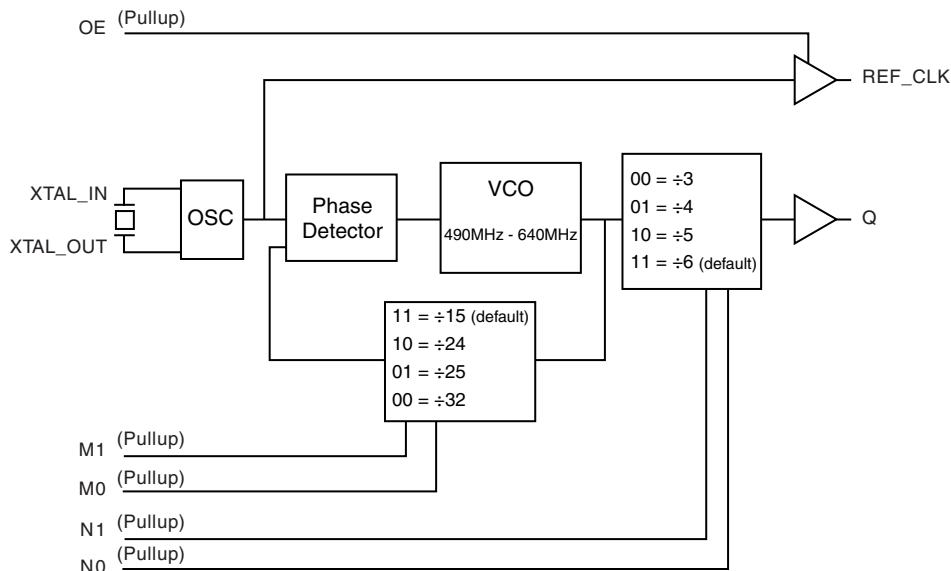 OE (Pullup)
REF_CLK
XTAL_IN
XTAL_OUT
OSC
Phase
Detector
VCO
490MHz - 640MHz
00 = ÷3
01 = ÷4
10 = ÷5
11 = ÷6 (default)
Q
11 = ÷15 (default)
10 = ÷24
01 = ÷25
00 = ÷32
M1 (Pullup)
M0 (Pullup)
N1 (Pullup)
N0 (Pullup)